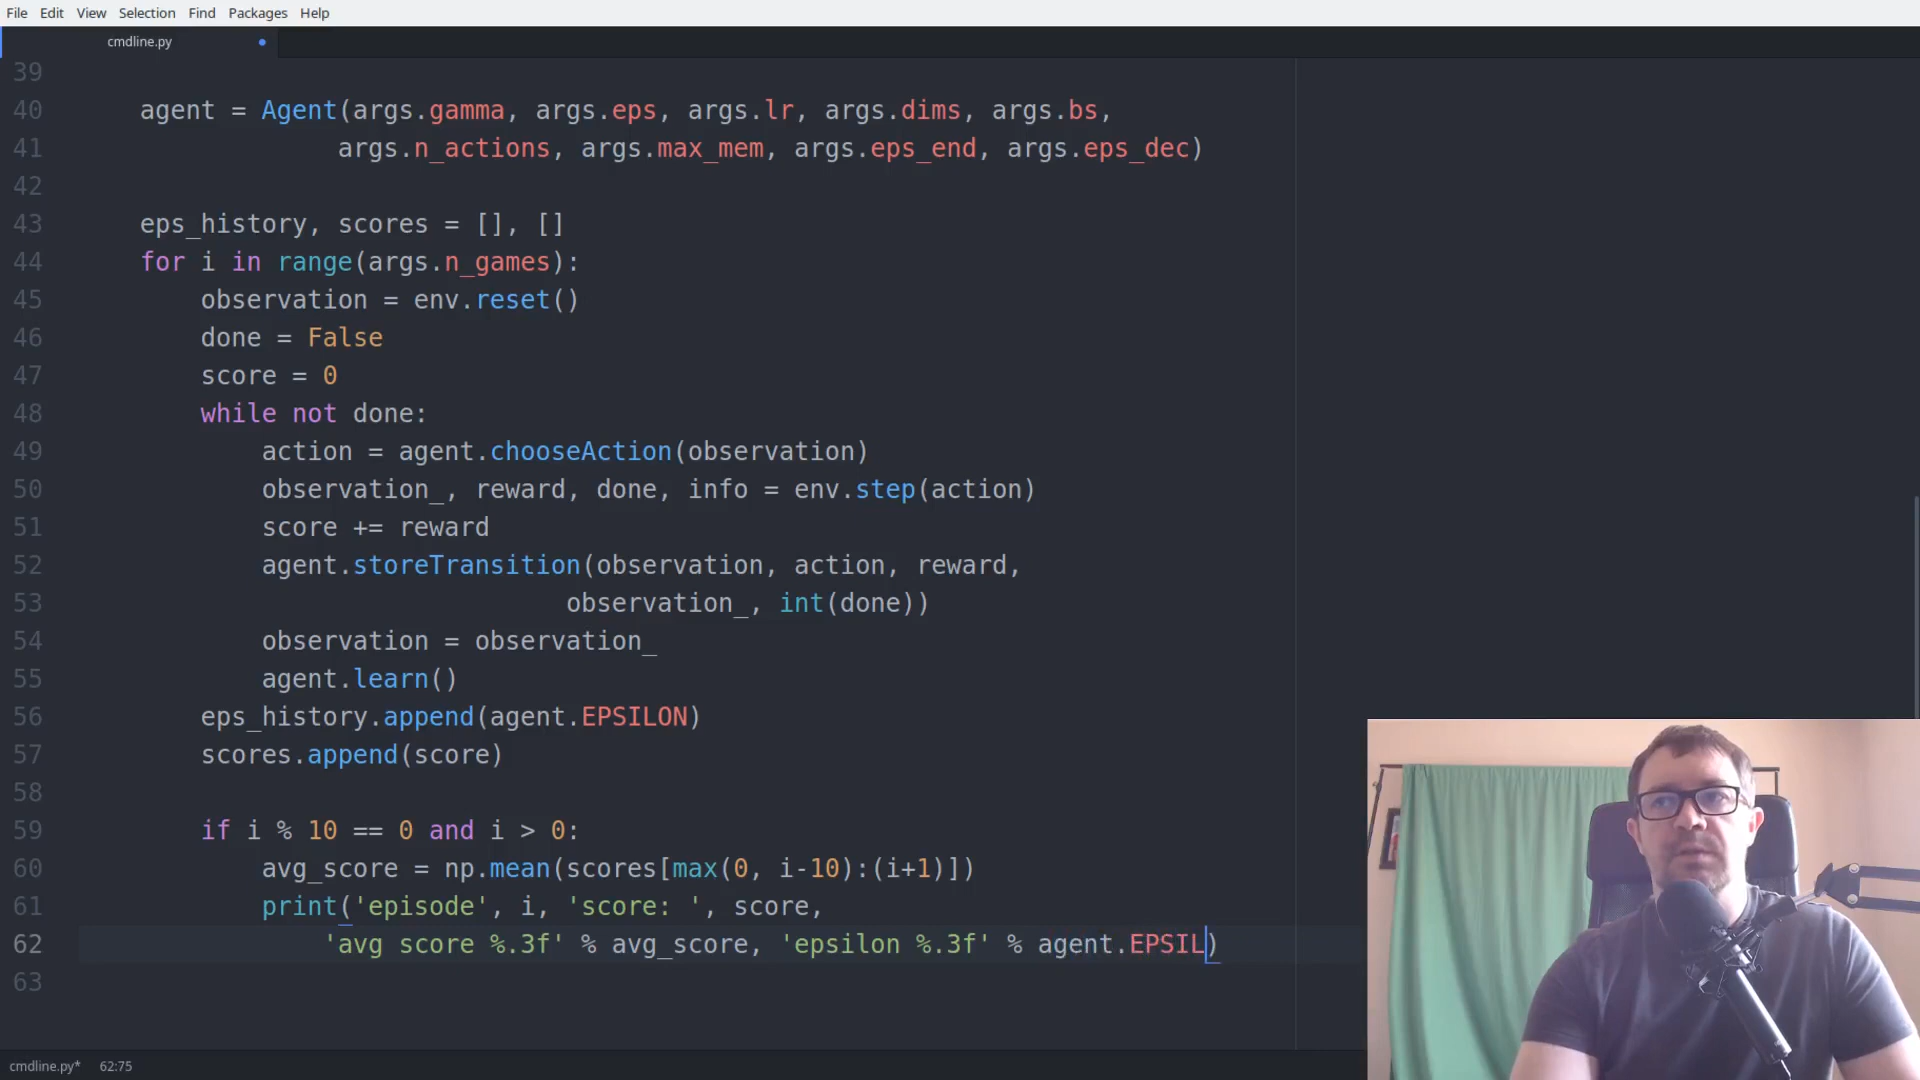 File Edit View Selection Find Packages Help
cmdline.py
39
40 agent = Agent(args.gamma, args.eps, args.lr, args.dims, args.bs,
41 args.n_actions, args.max_mem, args.eps_end, args.eps_dec)
42
43 eps_history, scores = [], []
44 for i in range(args.n_games):
45 observation = env.reset()
46 done = False
47 score = 0
48 while not done:
49 action = agent.chooseAction(observation)
50 observation_, reward, done, info = env.step(action)
51 score += reward
52 agent.storeTransition(observation, action, reward,
53 observation_, int(done))
54 observation = observation_
55 agent.learn()
56 eps_history.append(agent.EPSILON)
57 scores.append(score)
58
59 if i % 10 == 0 and i > 0:
60 avg_score = np.mean(scores[max(0, i-10):(i+1)])
61 print('episode', i, 'score: ', score,
62 'avg score %.3f' % avg_score, 'epsilon %.3f' % agent.EPSIL)
63
cmdline.py* 62:75